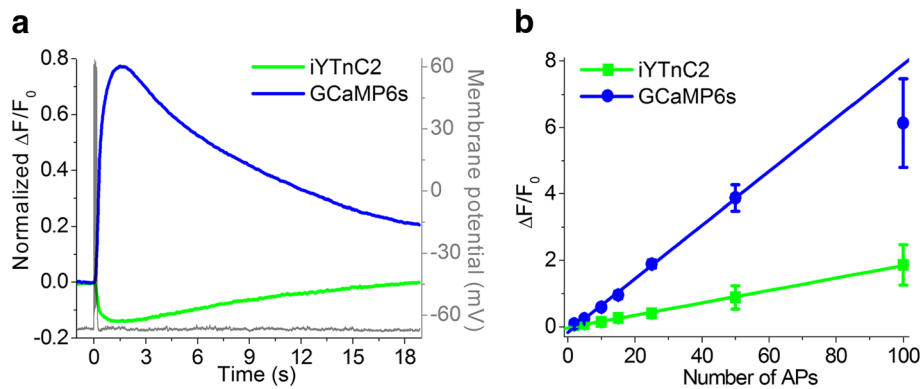 a
Normalized ΔF/F0
0.8
0.6
0.4
0.2
0.0
-0.2
iYTnC2
GCaMP6s
60
30
0
-30
-60
Membrane potential (mV)
0 3 6 9 12 15 18
Time (s)
b
ΔF/F0
8
6
4
2
0
iYTnC2
GCaMP6s
0 20 40 60 80 100
Number of APs